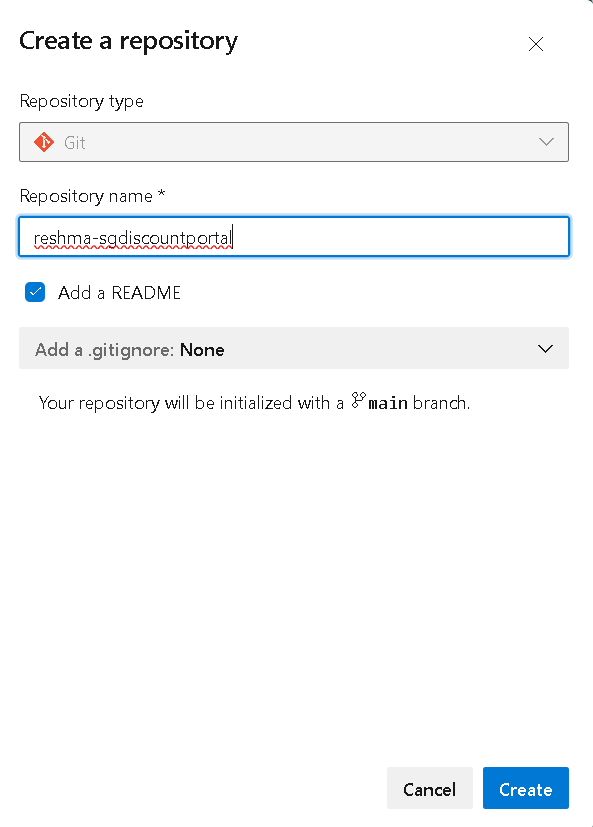 Create a repository
Repository type
Git
Repository name *
reshma-sgdiscountportal
Add a README
Add a .gitignore: None
Your repository will be initialized with a main branch.
Cancel
Create